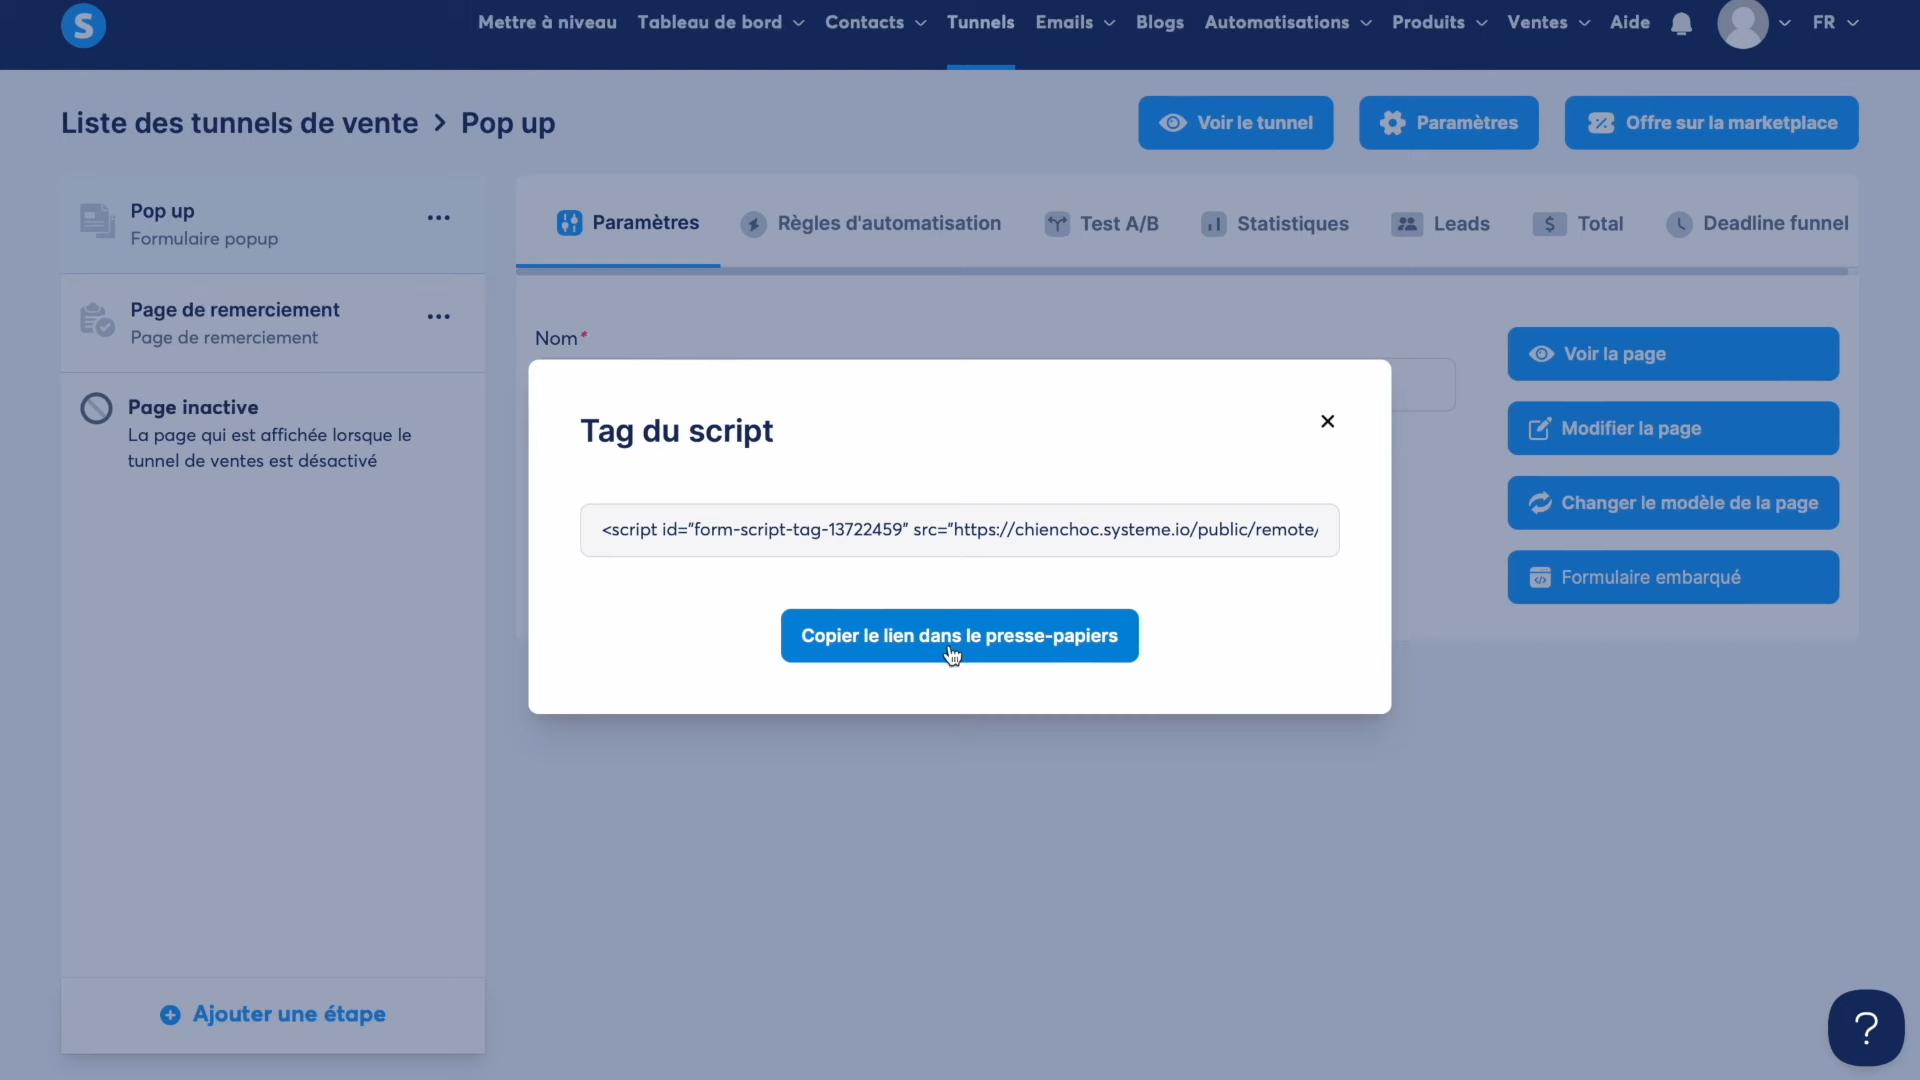 S
Mettre à niveau Tableau de bord Contacts Tunnels Emails Blogs Automatisations Produits Ventes Aide FR
Liste des tunnels de vente > Pop up
Voir le tunnel
Paramètres
Offre sur la marketplace
Pop up
Formulaire popup
Page de remerciement
Page de remerciement
Page inactive
La page qui est affichée lorsque le
tunnel de ventes est désactivé
Ajouter une étape
Paramètres Règles d'automatisation Test A/B Statistiques Leads $ Total Deadline funnel
Nom*
Voir la page
Modifier la page
Changer le modèle de la page
Formulaire embarqué
Tag du script
<script id="form-script-tag-13722459" src="https://chienchoc.systeme.io/public/remote/
Copier le lien dans le presse-papiers
?